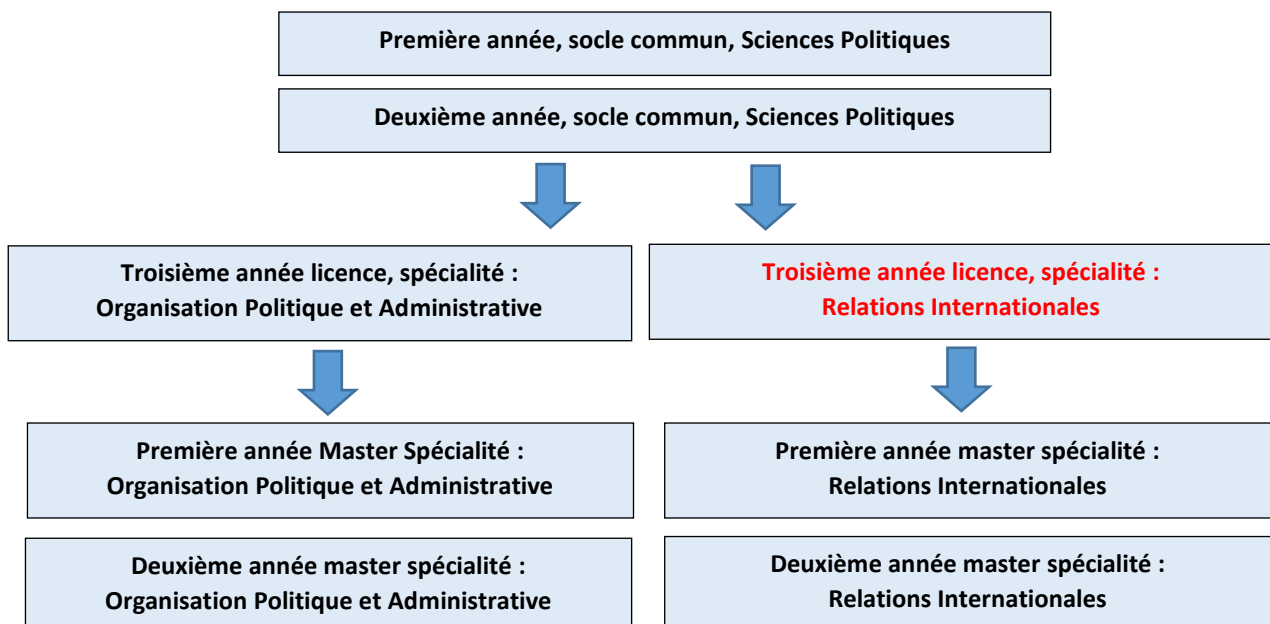 Première année, socle commun, Sciences Politiques
Deuxième année, socle commun, Sciences Politiques
Troisième année licence, spécialité :
Organisation Politique et Administrative
Troisième année licence, spécialité :
Relations Internationales
Première année Master Spécialité :
Organisation Politique et Administrative
Première année master spécialité :
Relations Internationales
Deuxième année master spécialité :
Organisation Politique et Administrative
Deuxième année master spécialité :
Relations Internationales